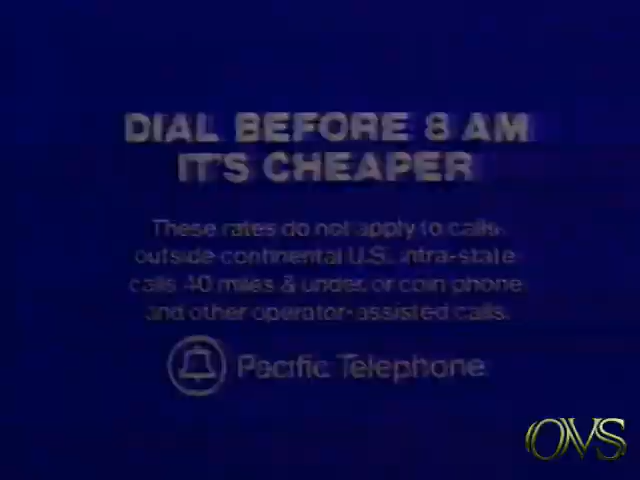 DIAL BEFORE 8 AM
IT'S CHEAPER
These rates do not apply to calls
outside continental U.S., intra-state
calls 40 miles & under, or coin phone
and other operator-assisted calls.
Pacific Telephone
OVS